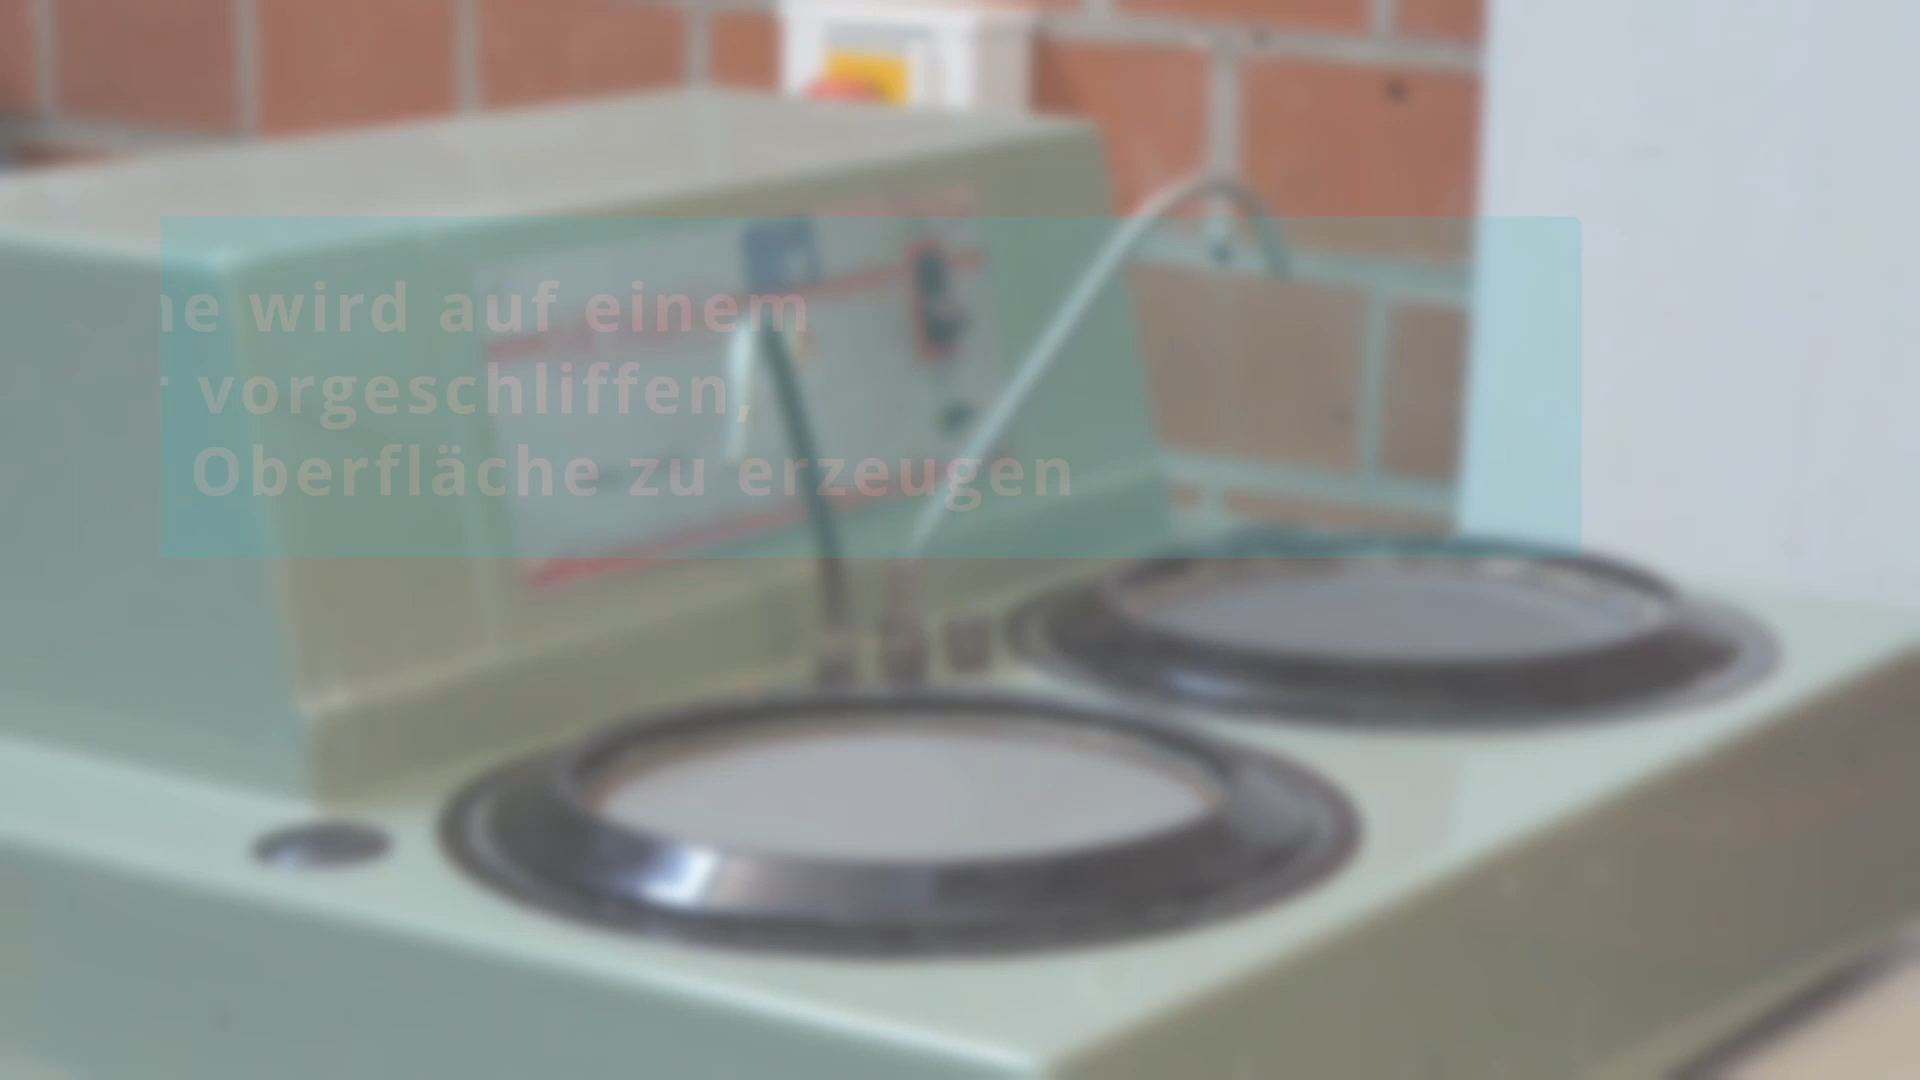 wird auf einem
vorgeschliffen,
Oberfläche zu erzeugen